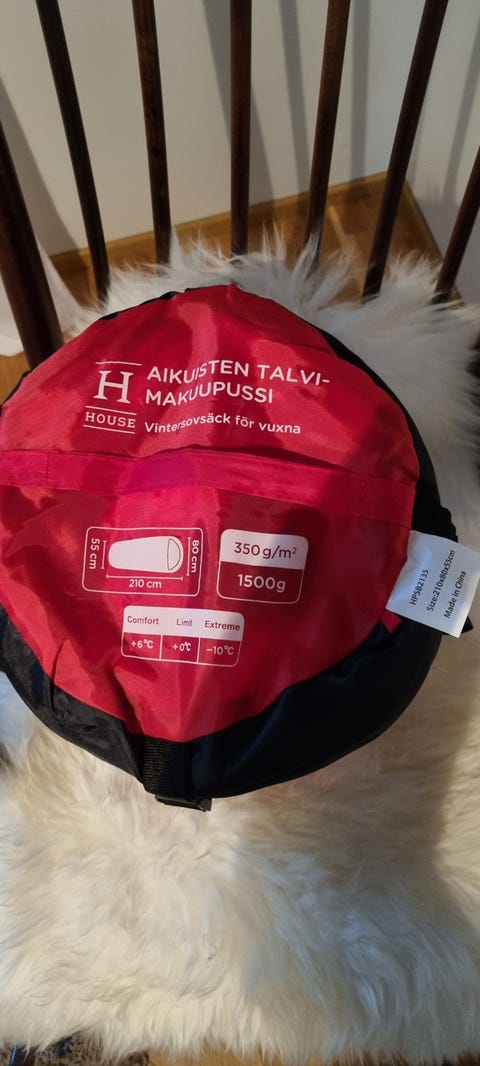 H
HOUSE
AIKUISTEN TALVI-
MAKUUPUSSI
Vintersovsäck för vuxna
55 cm
80 cm
210 cm
350 g/m²
1500g
Comfort Limit Extreme
+6°C +0°C -10°C
HPSB2135
Size:210x80x55cm
Made in China